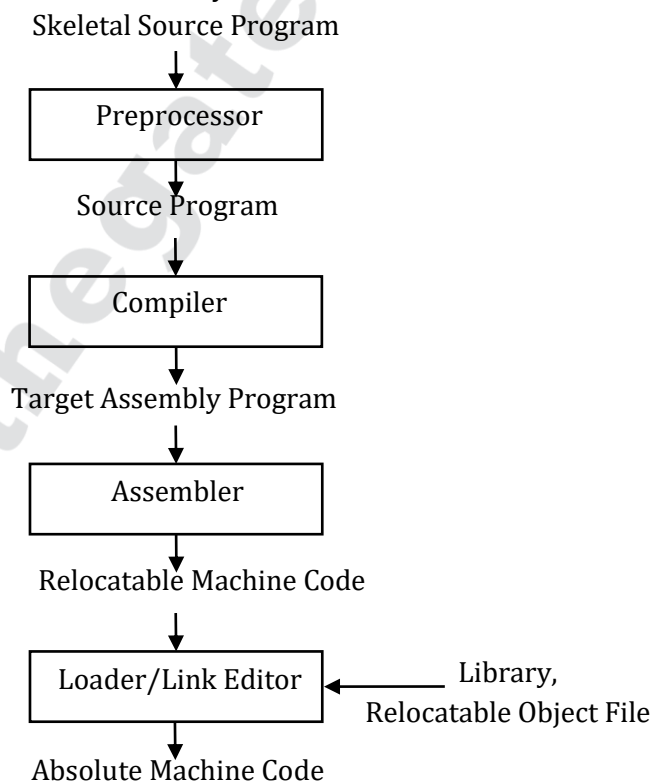 Skeletal Source Program
Preprocessor
Source Program
Compiler
Target Assembly Program
Assembler
Relocatable Machine Code
Loader/Link Editor
Library,
Relocatable Object File
Absolute Machine Code